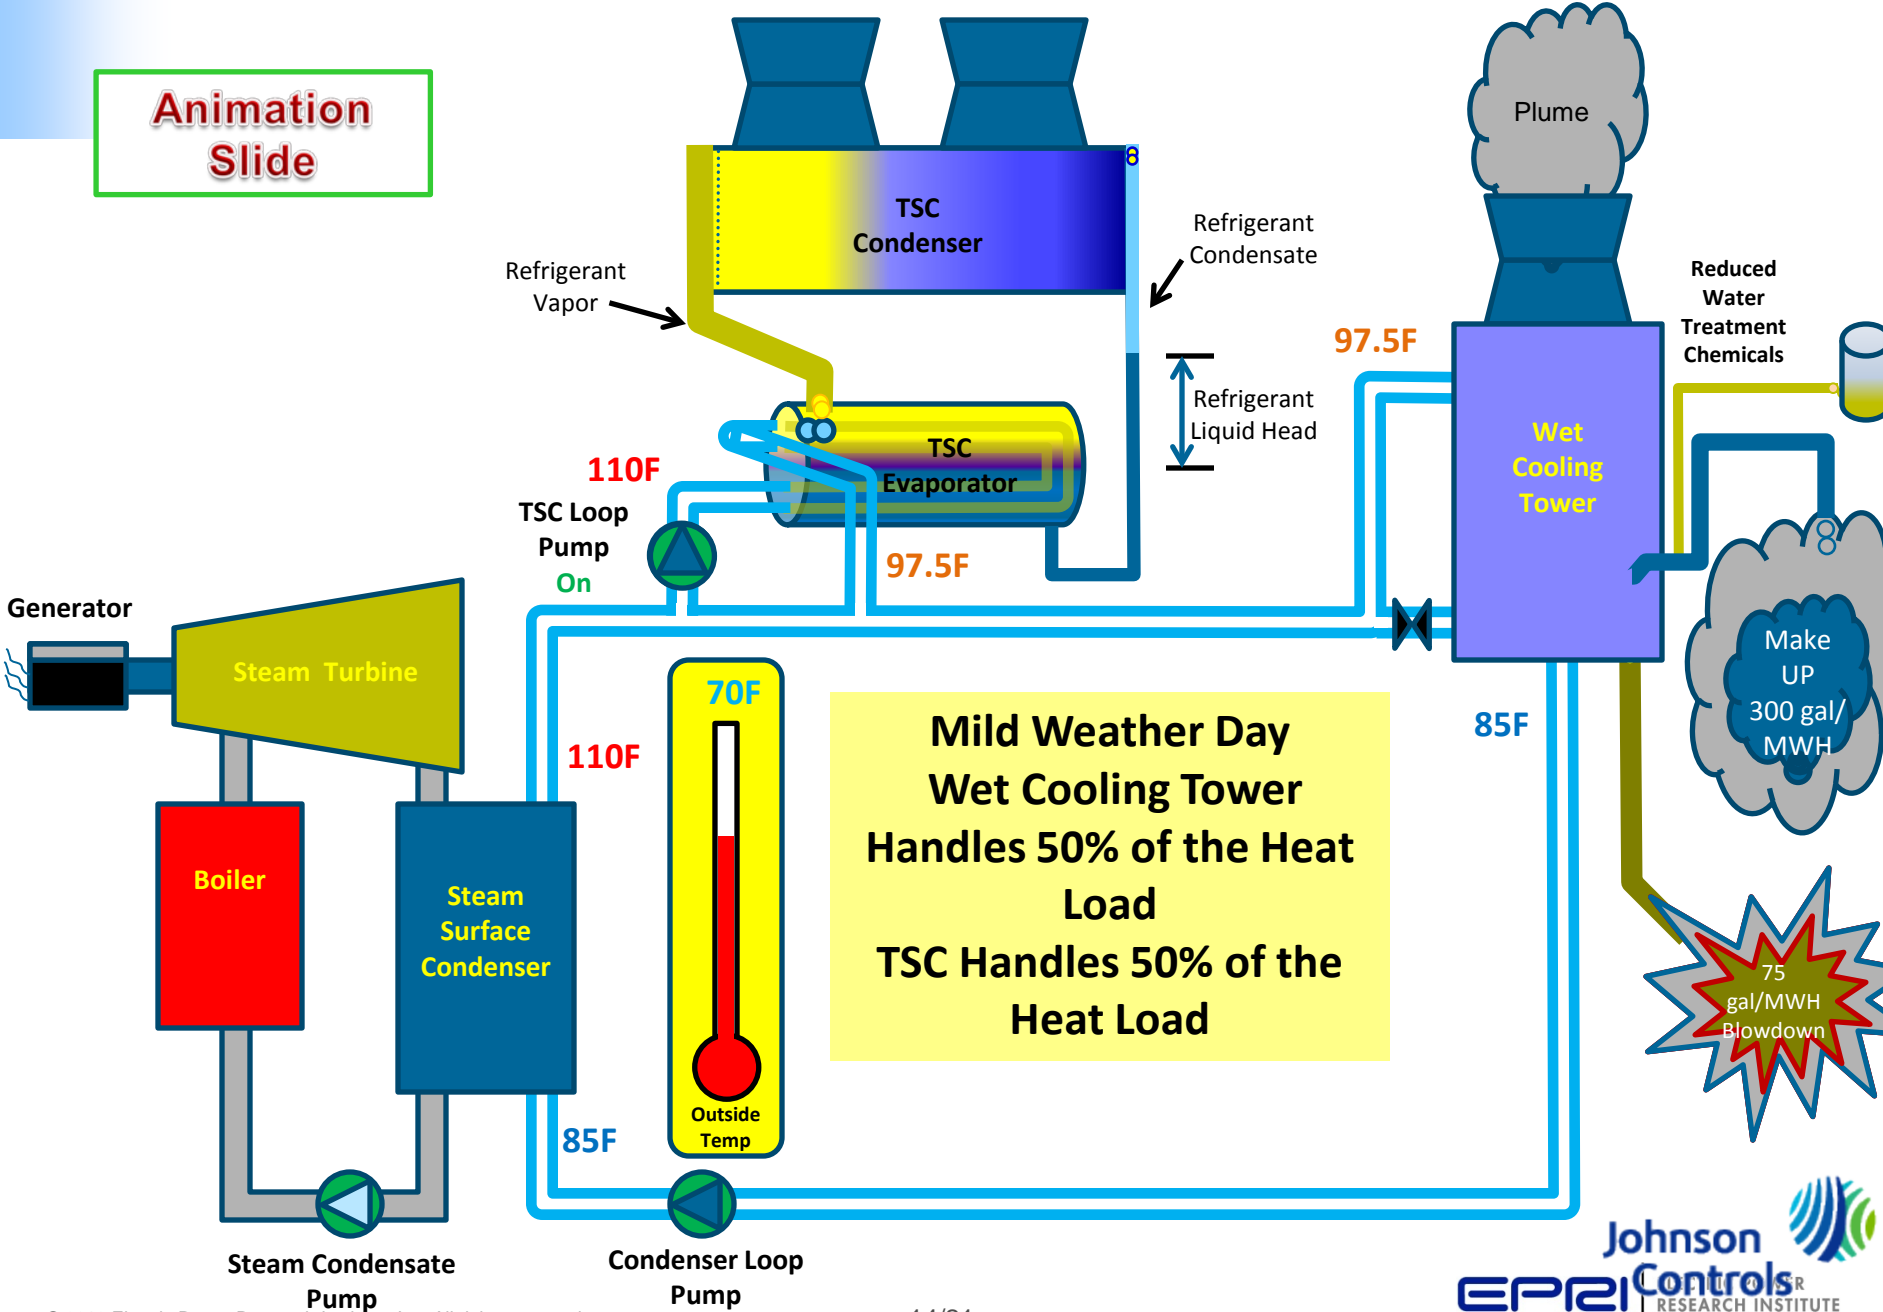 Animation
Slide
Plume
TSC
Condenser
Refrigerant
Condensate
Refrigerant
Vapor
Reduced
Water
Treatment
Chemicals
97.5F
Refrigerant
Liquid Head
Wet
Cooling
Tower
TSC
Evaporator
110F
TSC Loop
Pump
On
97.5F
Generator
Steam Turbine
Make
UP
300 gal/
MWH
70F
85F
110F
Mild Weather Day
Wet Cooling Tower
Handles 50% of the Heat
Load
TSC Handles 50% of the
Heat Load
Boiler
Steam
Surface
Condenser
75
gal/MWH
Blowdown
Outside
Temp
85F
Steam Condensate
Pump
Condenser Loop
Pump
Johnson
Controls
EPRI
RESEARCH INSTITUTE